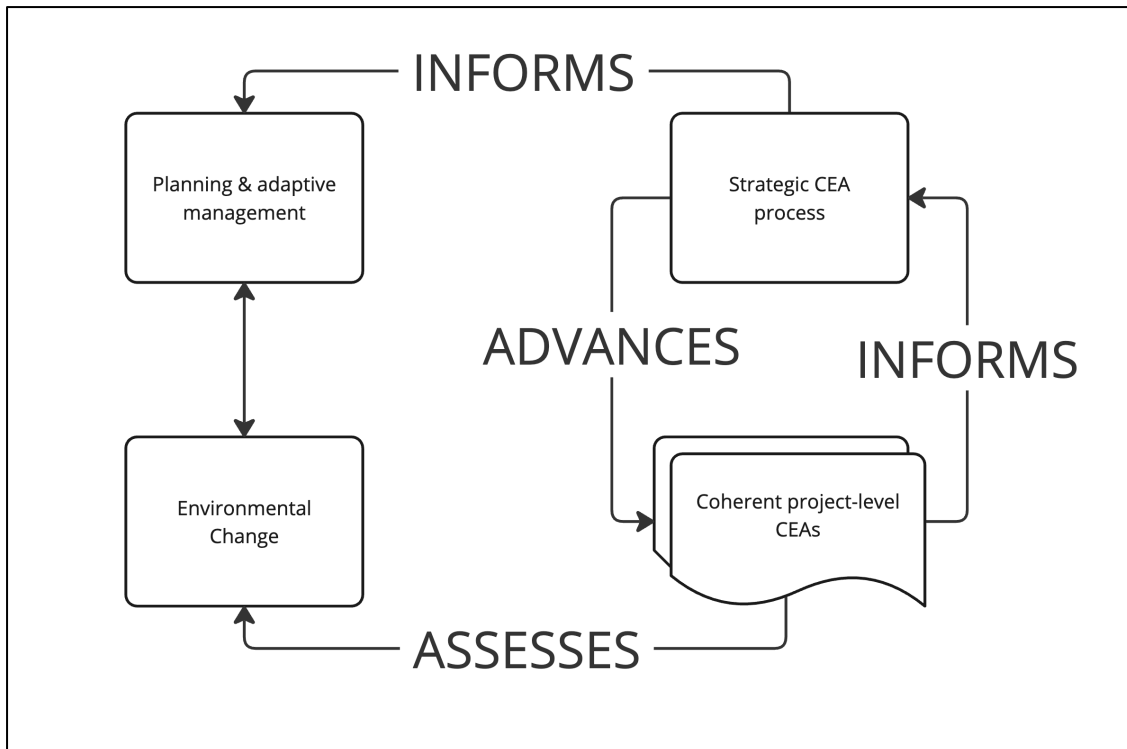 INFORMS
Planning & adaptive
management
Strategic CEA
process
ADVANCES
INFORMS
Environmental
Change
Coherent project-level
CEAs
ASSESSES